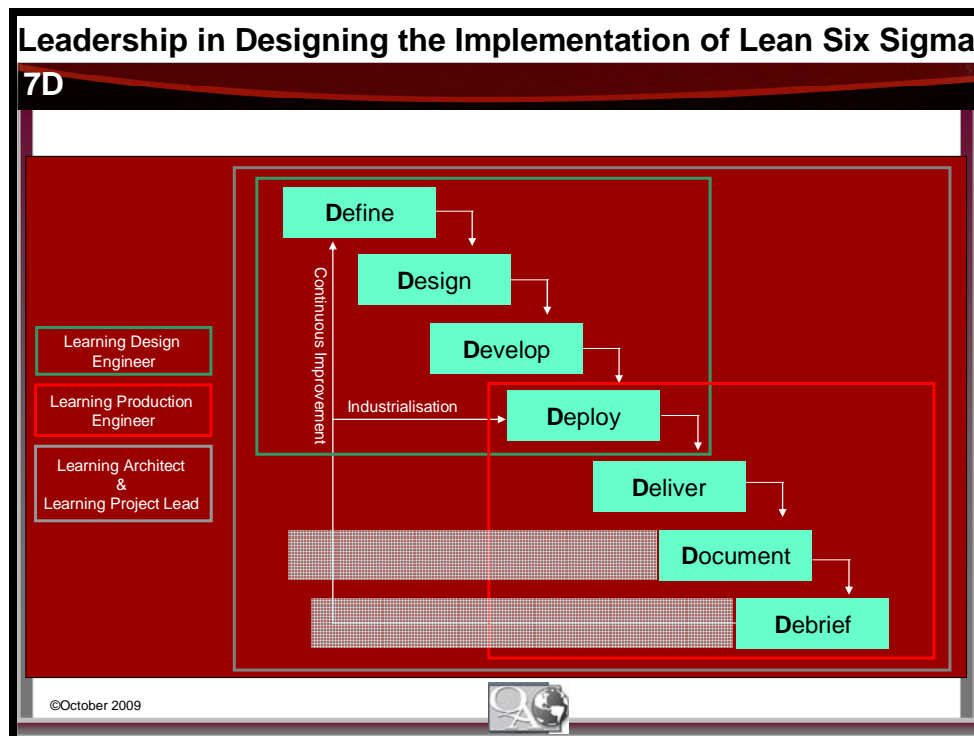 Leadership in Designing the Implementation of Lean Six Sigma
7D
Define
Design
Develop
Deploy
Deliver
Document
Debrief
Continuous Improvement
Industrialisation
Learning Design
Engineer
Learning Production
Engineer
Learning Architect
&
Learning Project Lead
©October 2009